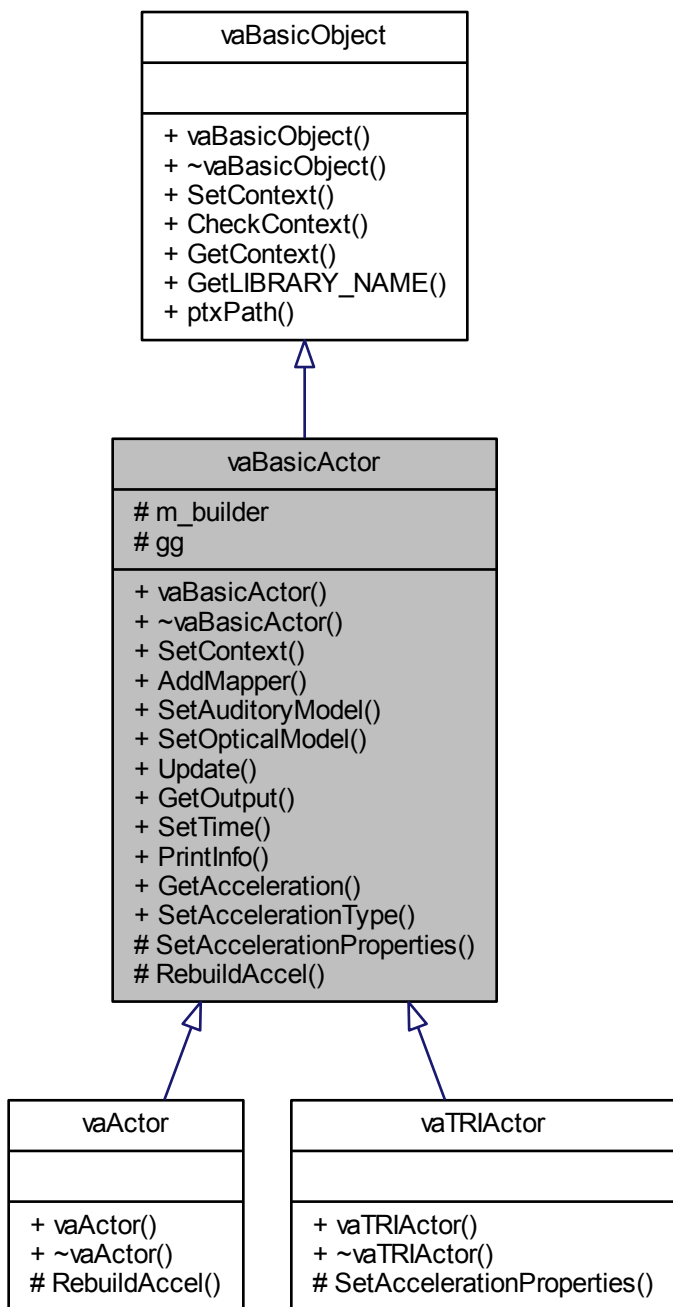 vaBasicObject
+ vaBasicObject()
+ ~vaBasicObject()
+ SetContext()
+ CheckContext()
+ GetContext()
+ GetLIBRARY_NAME()
+ ptxPath()
vaBasicActor
# m_builder
# gg
+ vaBasicActor()
+ ~vaBasicActor()
+ SetContext()
+ AddMapper()
+ SetAuditoryModel()
+ SetOpticalModel()
+ Update()
+ GetOutput()
+ SetTime()
+ PrintInfo()
+ GetAcceleration()
+ SetAccelerationType()
# SetAccelerationProperties()
# RebuildAccel()
vaActor
+ vaActor()
+ ~vaActor()
# RebuildAccel()
vaTRIActor
+ vaTRIActor()
+ ~vaTRIActor()
# SetAccelerationProperties()